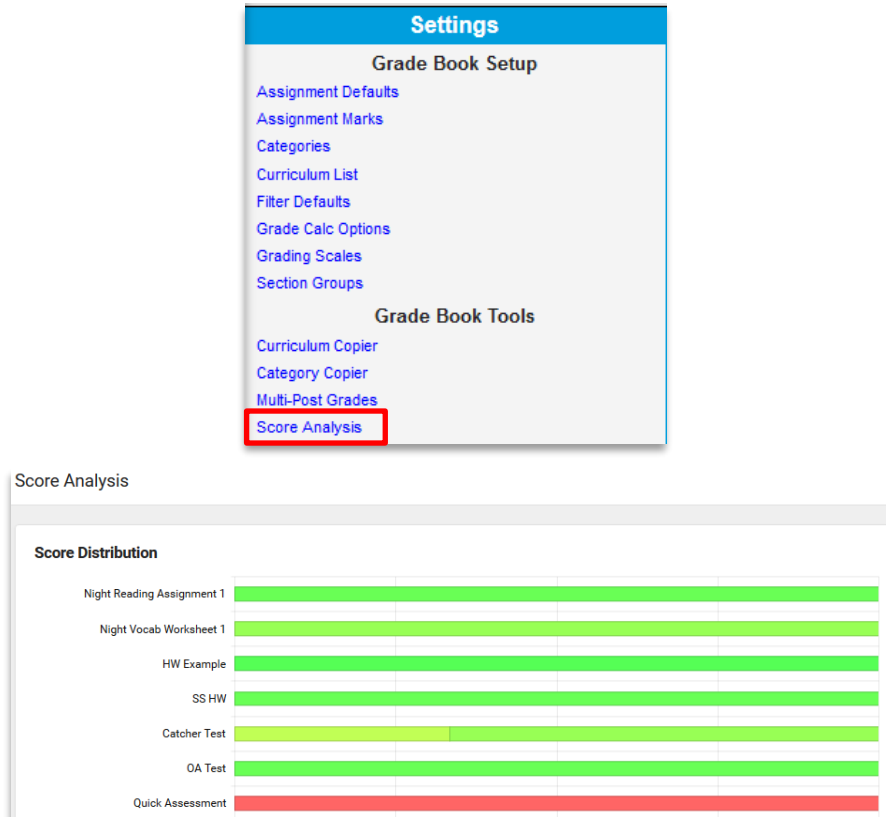 Settings
Grade Book Setup
Assignment Defaults
Assignment Marks
Categories
Curriculum List
Filter Defaults
Grade Calc Options
Grading Scales
Section Groups
Grade Book Tools
Curriculum Copier
Category Copier
Multi-Post Grades
Score Analysis
Score Analysis
Score Distribution
Night Reading Assignment 1
Night Vocab Worksheet 1
HW Example
SS HW
Catcher Test
OA Test
Quick Assessment